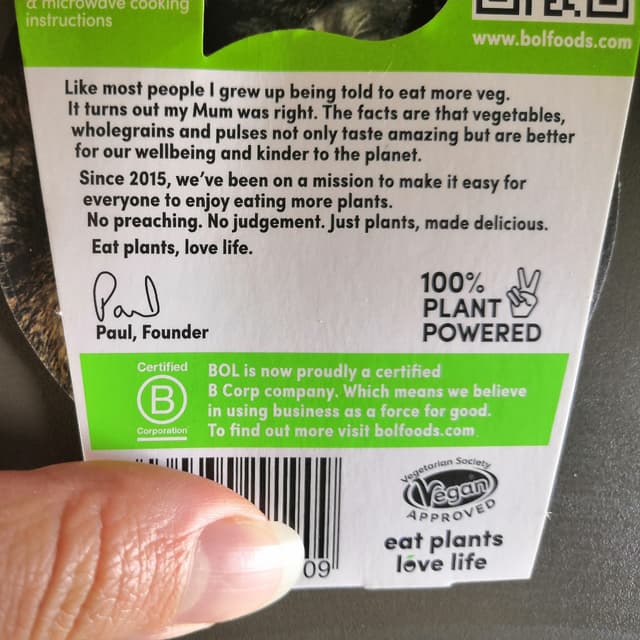 & microwave cooking
instructions
www.bolfoods.com
Like most people I grew up being told to eat more veg.
It turns out my Mum was right. The facts are that vegetables,
wholegrains and pulses not only taste amazing but are better
for our wellbeing and kinder to the planet.
Since 2015, we've been on a mission to make it easy for
everyone to enjoy eating more plants.
No preaching. No judgement. Just plants, made delicious.
Eat plants, love life.
Paul
Paul, Founder
100%
PLANT
POWERED
Certified
B
Corporation
BOL is now proudly a certified
B Corp company. Which means we believe
in using business as a force for good.
To find out more visit bolfoods.com
09
Vegetarian Society
Vegan
APPROVED
eat plants
love life